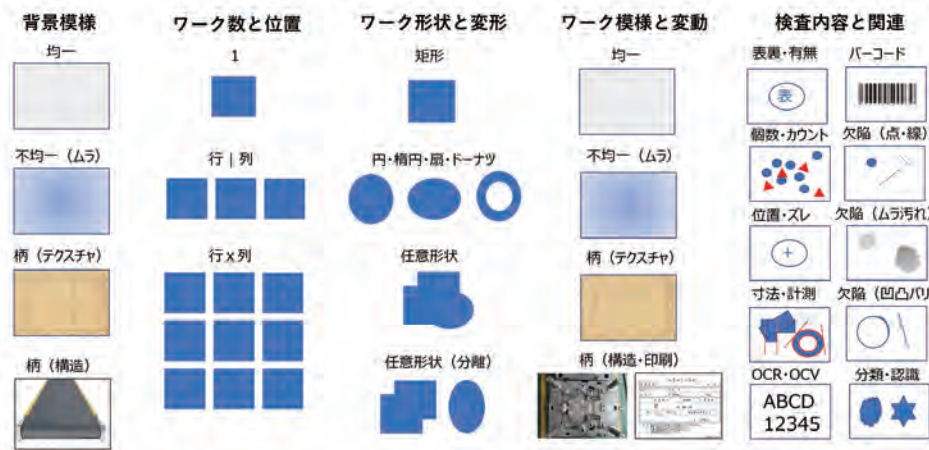 背景模様
均一
不均一（ムラ）
柄（テクスチャ）
柄（構造）
ワーク数と位置
1
行 | 列
行 x 列
ワーク形状と変形
矩形
円・楕円・扇・ドーナツ
任意形状
任意形状（分離）
ワーク模様と変動
均一
不均一（ムラ）
柄（テクスチャ）
柄（構造・印刷）
検査内容と関連
表裏・有無
バーコード
表
個数・カウント
欠陥（点・線）
位置・ズレ
欠陥（ムラ汚れ）
寸法・計測
欠陥（凹凸バリ）
OCR・OCV
分類・認識
ABCD
12345